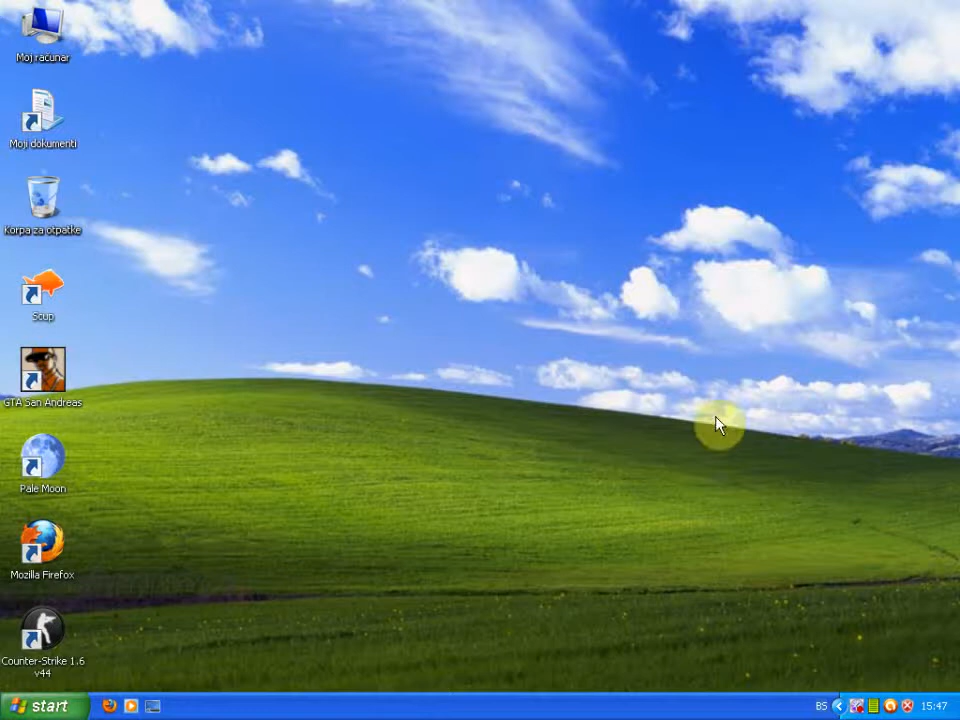 Moj računar
Moji dokumenti
Korpa za otpatke
Scup
GTA San Andreas
Pale Moon
Mozilla Firefox
Counter-Strike 1.6
v44
start
BS
15:47